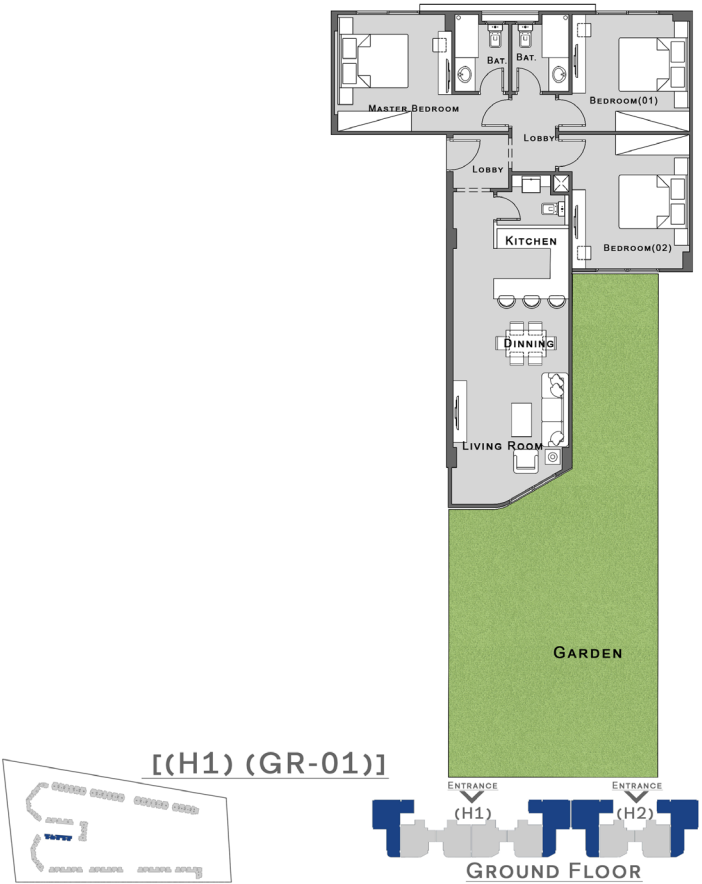 BAT.
BAT.
MASTER BEDROOM
BEDROOM(01)
LOBBY
LOBBY
KITCHEN
BEDROOM(02)
DINNING
LIVING ROOM
GARDEN
[(H1) (GR-01)]
ENTRANCE
(H1)
ENTRANCE
(H2)
GROUND FLOOR